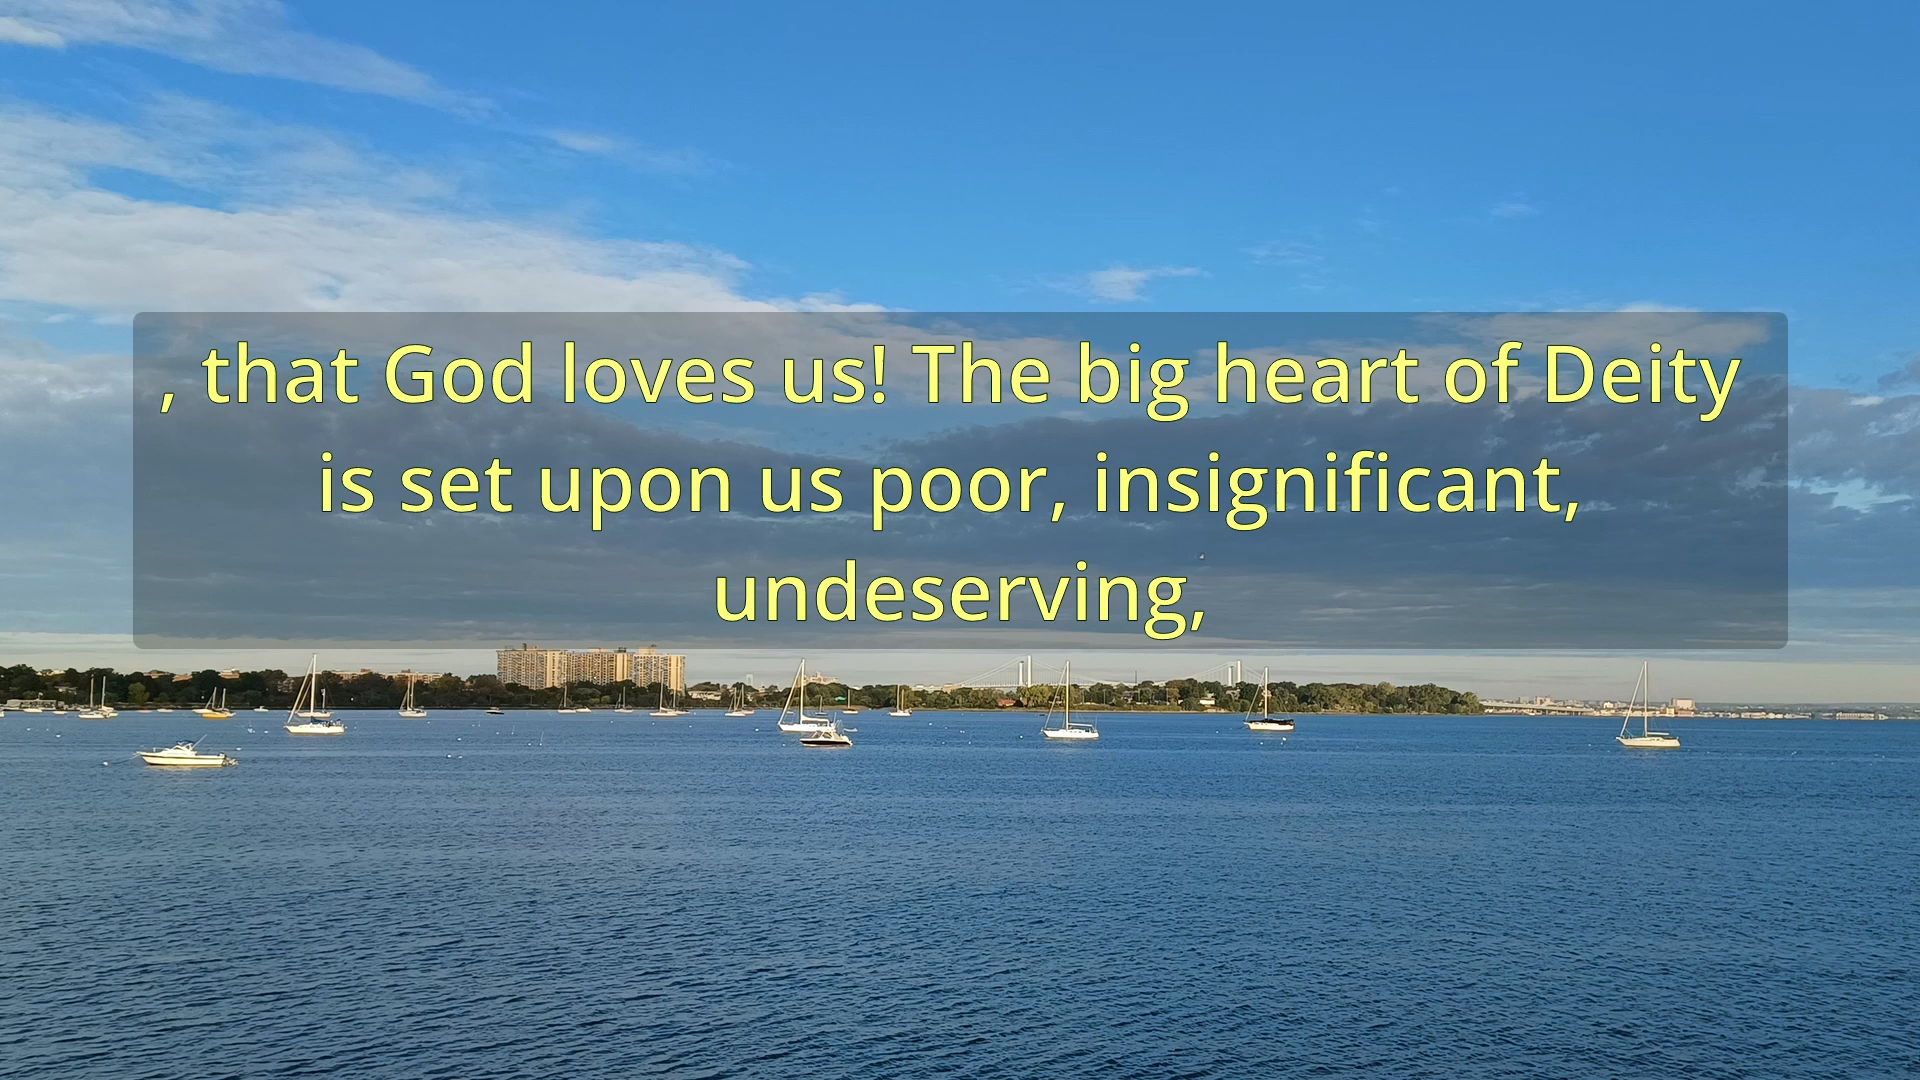 , that God loves us! The big heart of Deity
is set upon us poor, insignificant,
undeserving,